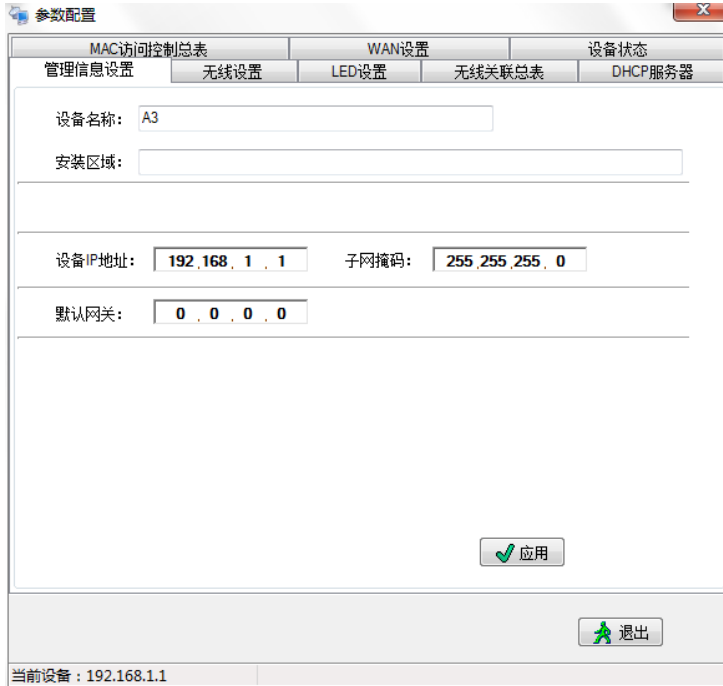 参数配置
MAC访问控制总表 WAN设置 设备状态
管理信息设置 无线设置 LED设置 无线关联总表 DHCP服务器
设备名称： A3
安装区域：
设备IP地址： 192.168.1.1 子网掩码： 255.255.255.0
默认网关： 0.0.0.0
应用
退出
当前设备：192.168.1.1